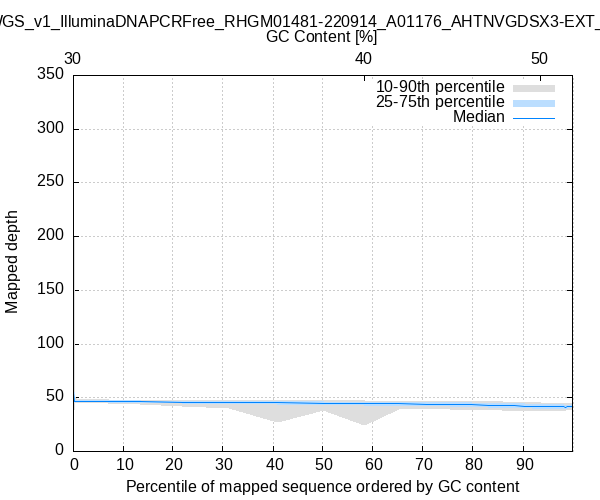 GS_v1_IlluminaDNAPCRFree_RHGM01481-220914_A01176_AHTNVGDSX3-EXT_
GC Content [%]
30 40 50
350
300
250
200
150
100
50
0
Mapped depth
10-90th percentile
25-75th percentile
Median
0 10 20 30 40 50 60 70 80 90
Percentile of mapped sequence ordered by GC content